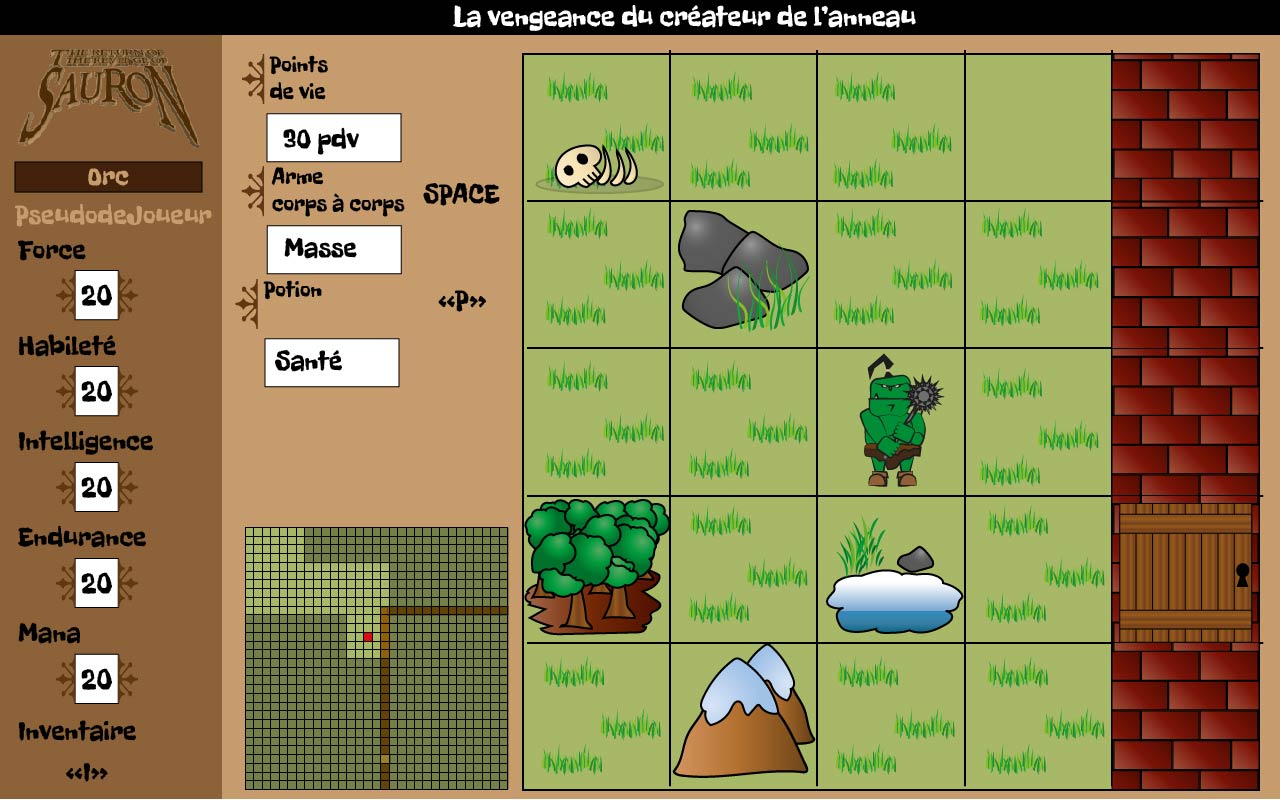 La vengeance du créateur de l'anneau
THE RETURN OF
THE REVENGE OF
SAURON
Orc
PseudodeJoueur
Force
20
Habileté
20
Intelligence
20
Endurance
20
Mana
20
Inventaire
«I»
Points
de vie
30 pdv
Arme
corps à corps
SPACE
Masse
Potion
«P»
Santé